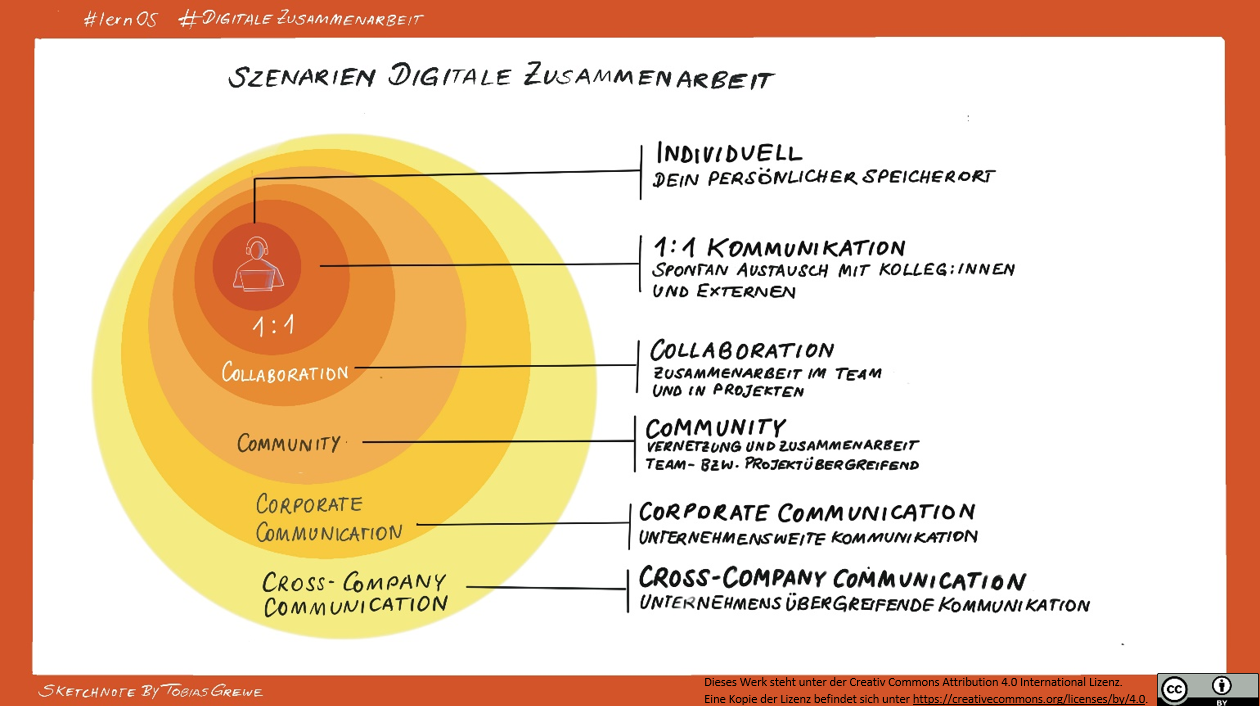 #lernOS #DIGITALE ZUSAMMENARBEIT
SZENARIEN DIGITALE ZUSAMMENARBEIT
INDIVIDUELL
DEIN PERSÖNLICHER SPEICHERORT
1:1 KOMMUNIKATION
SPONTAN AUSTAUSCH MIT KOLLEG:INNEN
UND EXTERNEN
1:1
COLLABORATION
ZUSAMMENARBEIT IM TEAM
UND IN PROJEKTEN
COLLABORATION
COMMUNITY
VERNETZUNG UND ZUSAMMENARBEIT
TEAM- BZW. PROJEKTÜBERGREIFEND
COMMUNITY
CORPORATE COMMUNICATION
UNTERNEHMENSWEITE KOMMUNIKATION
CORPORATE
COMMUNICATION
CROSS-COMPANY COMMUNICATION
UNTERNEHMENSÜBERGREIFENDE KOMMUNIKATION
CROSS-COMPANY
COMMUNICATION
SKETCHNOTE BY TOBIAS GREWE
Dieses Werk steht unter der Creativ Commons Attribution 4.0 International Lizenz.
Eine Kopie der Lizenz befindet sich unter https://creativecommons.org/licenses/by/4.0.
cc
BY